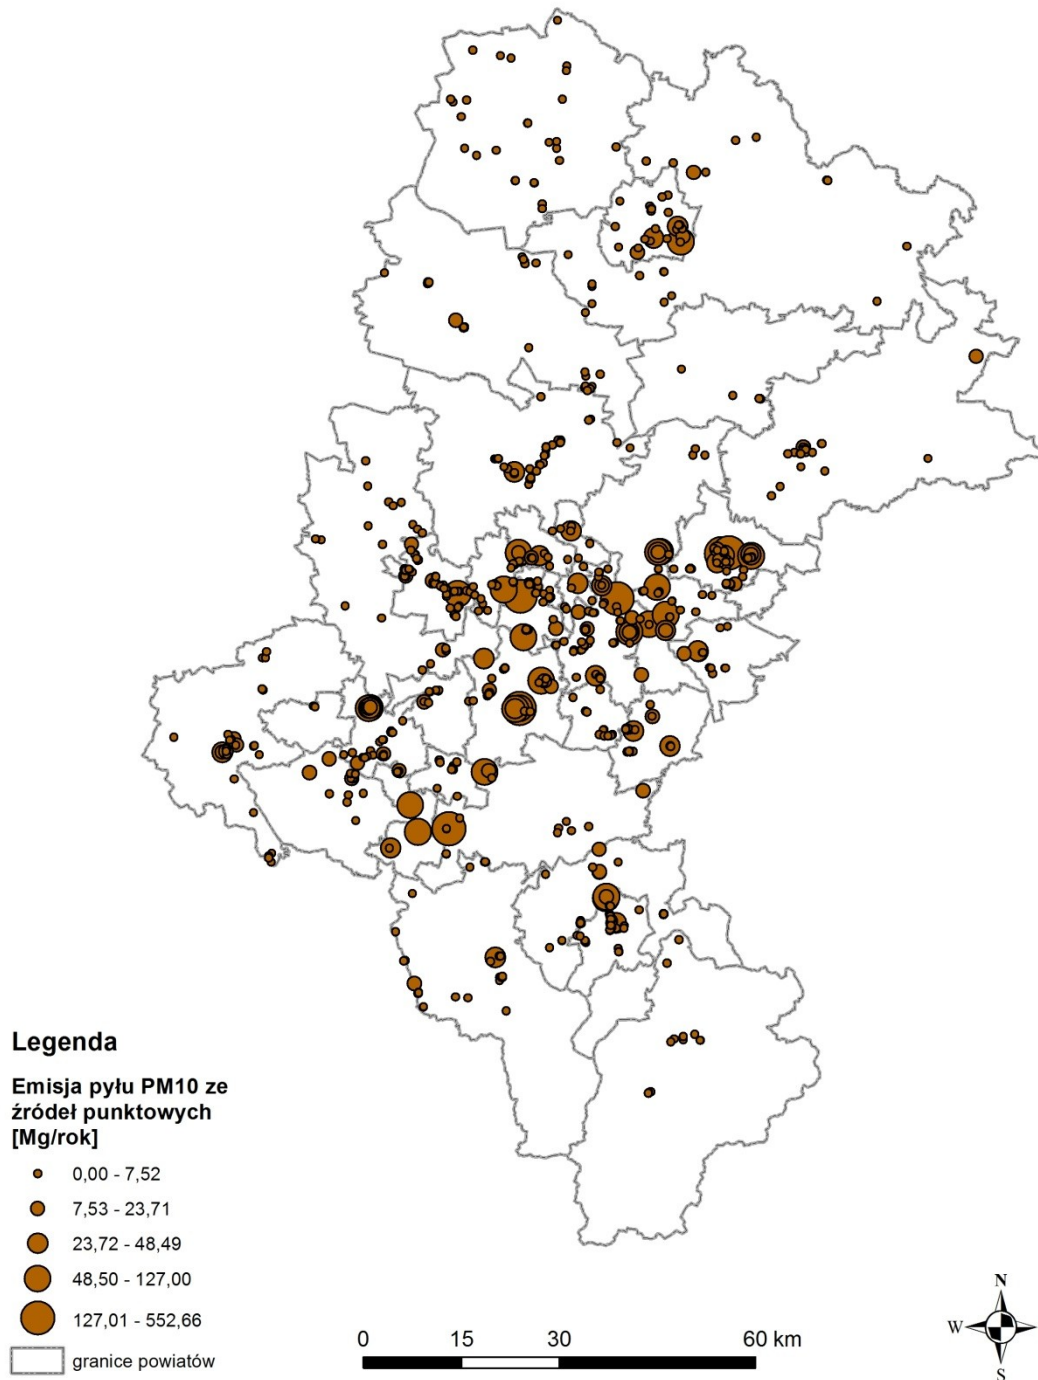 Legenda
Emisja pyłu PM10 ze
źródeł punktowych
[Mg/rok]
0,00 - 7,52
7,53 - 23,71
23,72 - 48,49
48,50 - 127,00
127,01 - 552,66
granice powiatów
0 15 30 60 km
N
W E
S